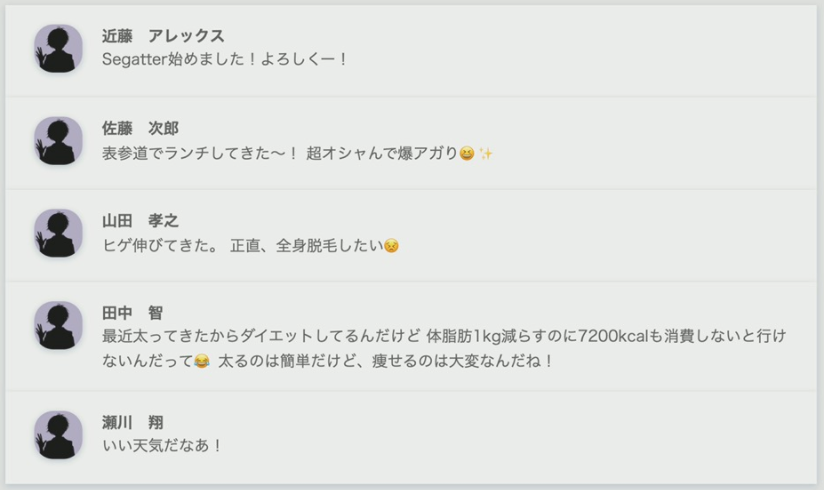 近藤　アレックス
Segatter始めました！よろしくー！
佐藤　次郎
表参道でランチしてきた〜！ 超オシャんで爆アガり😆✨
山田　孝之
ヒゲ伸びてきた。 正直、全身脱毛したい😣
田中　智
最近太ってきたからダイエットしてるんだけど 体脂肪1kg減らすのに7200kcalも消費しないと行け
ないんだって😂 太るのは簡単だけど、痩せるのは大変なんだね！
瀬川　翔
いい天気だなあ！